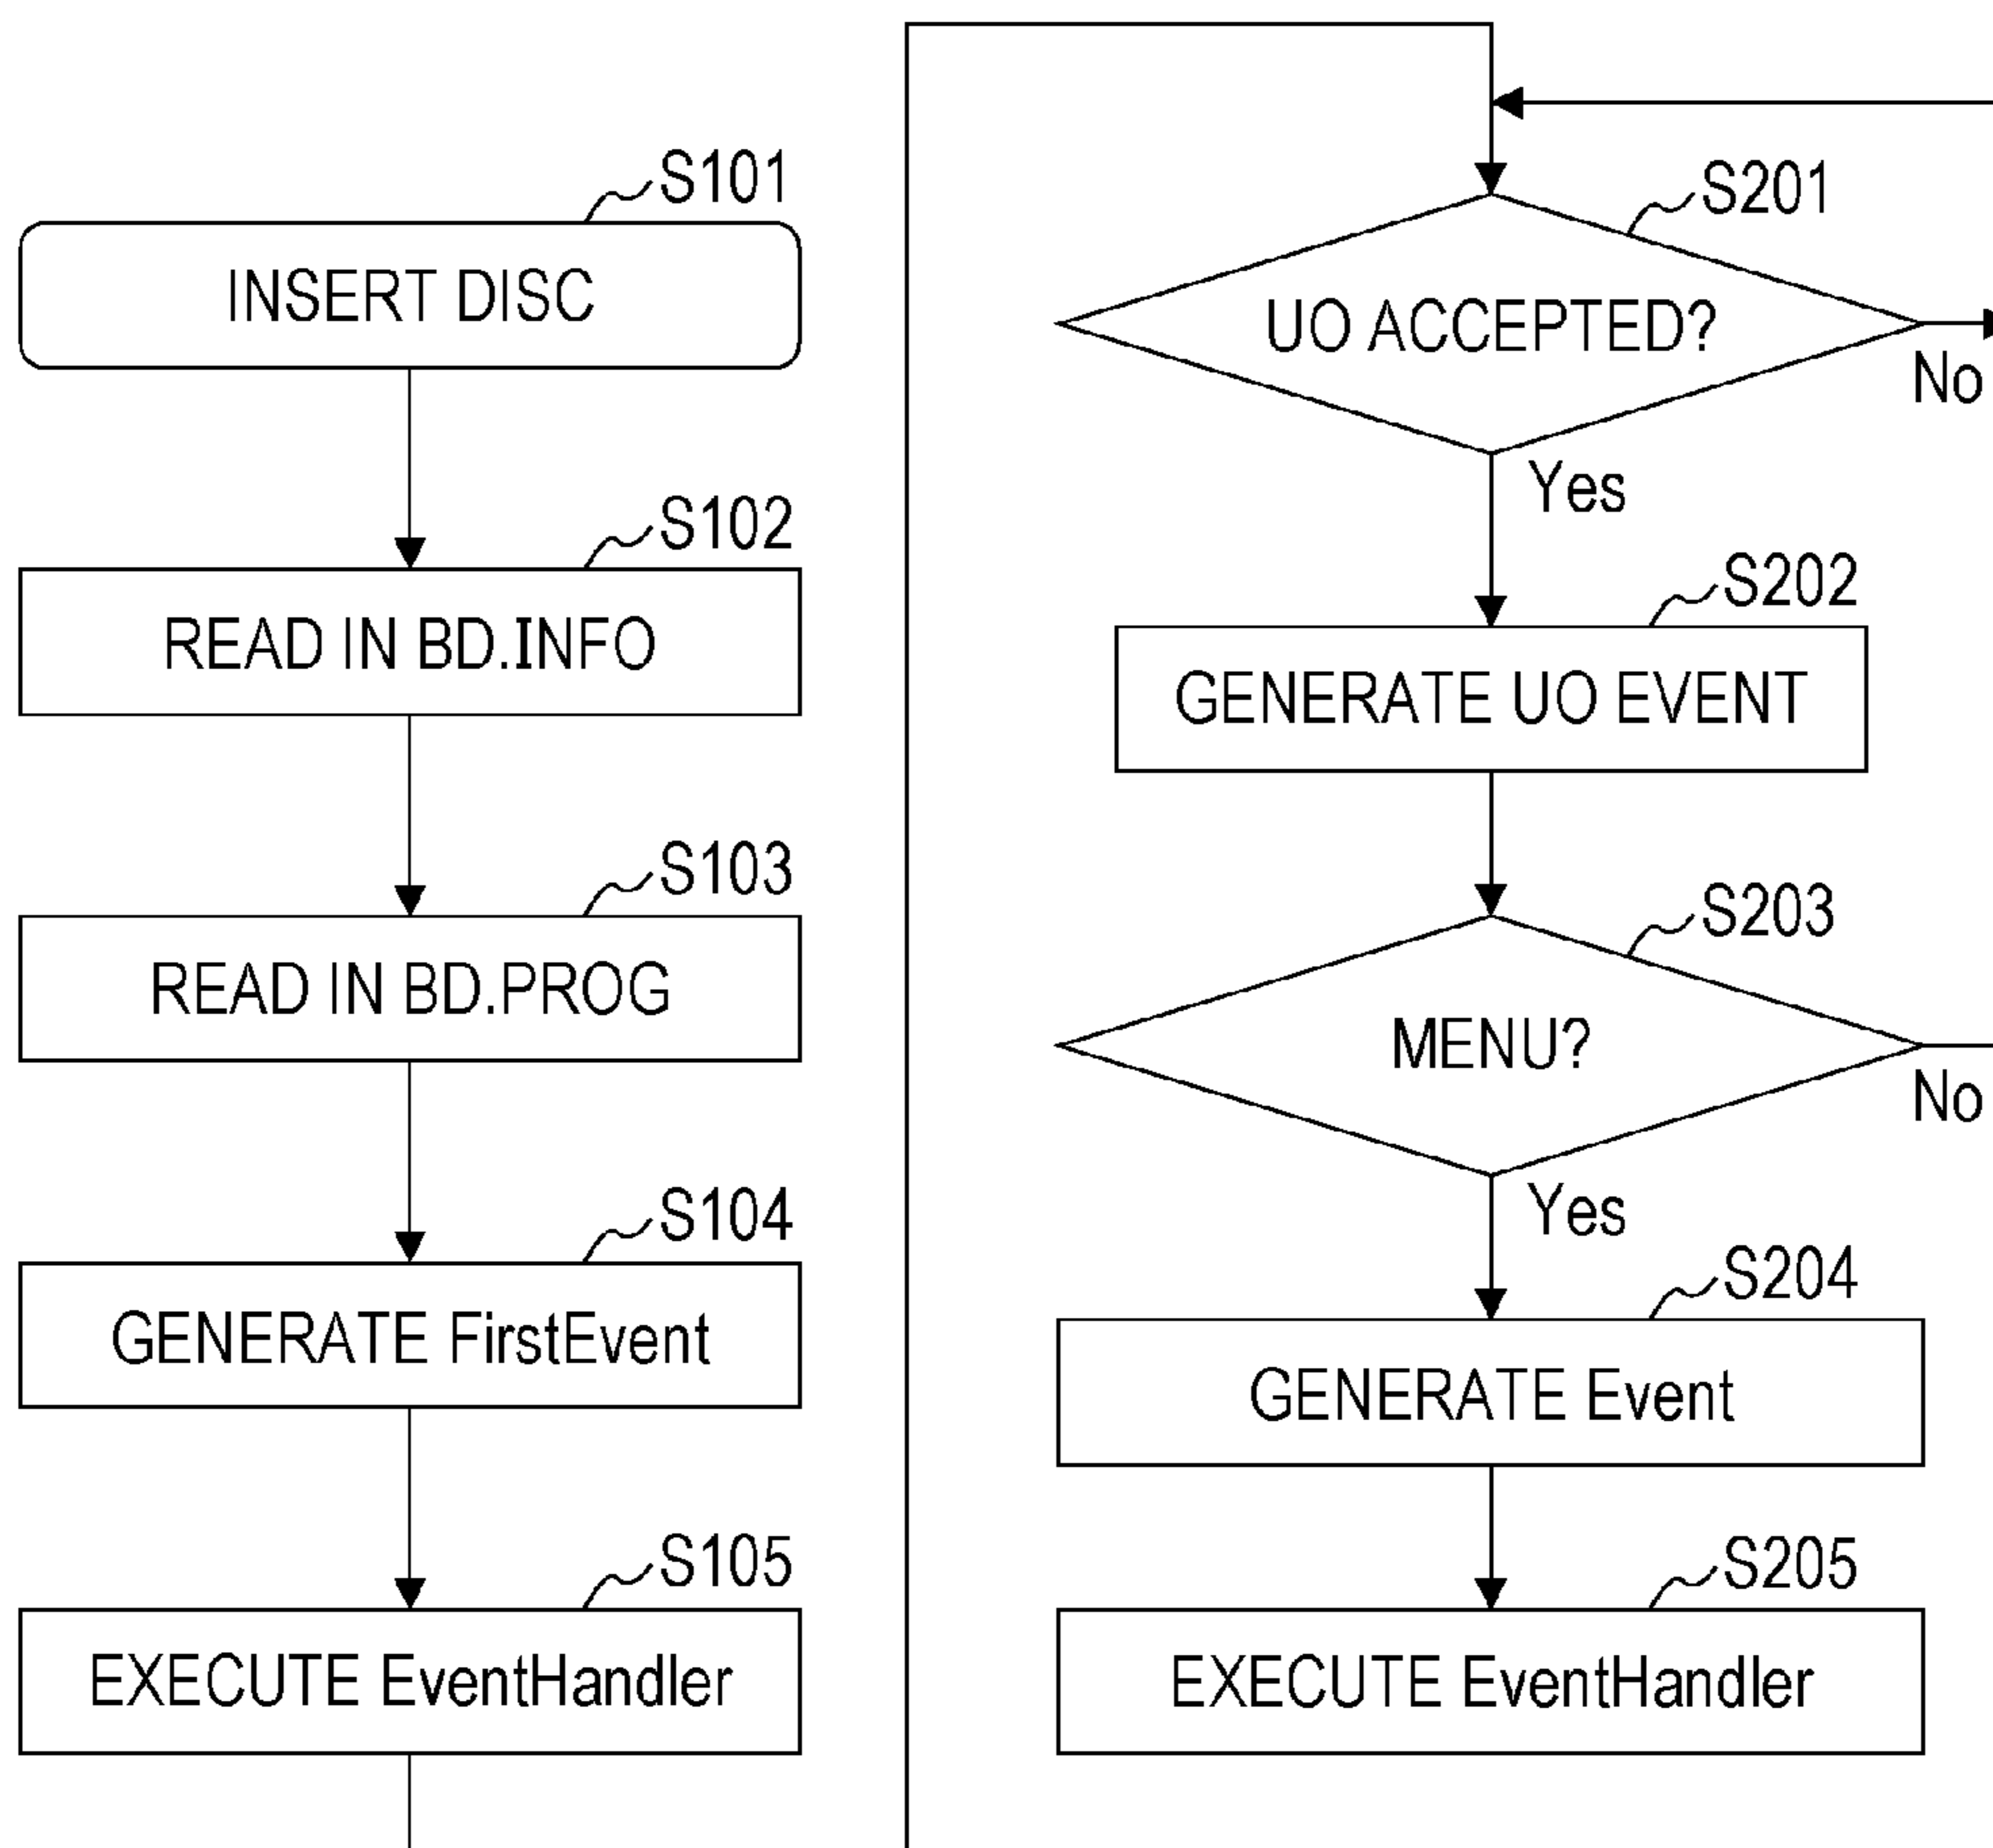 S101
INSERT DISC
S102
READ IN BD.INFO
S103
READ IN BD.PROG
S104
GENERATE FirstEvent
S105
EXECUTE EventHandler
S201
UO ACCEPTED?
No
Yes
S202
GENERATE UO EVENT
S203
MENU?
No
Yes
S204
GENERATE Event
S205
EXECUTE EventHandler